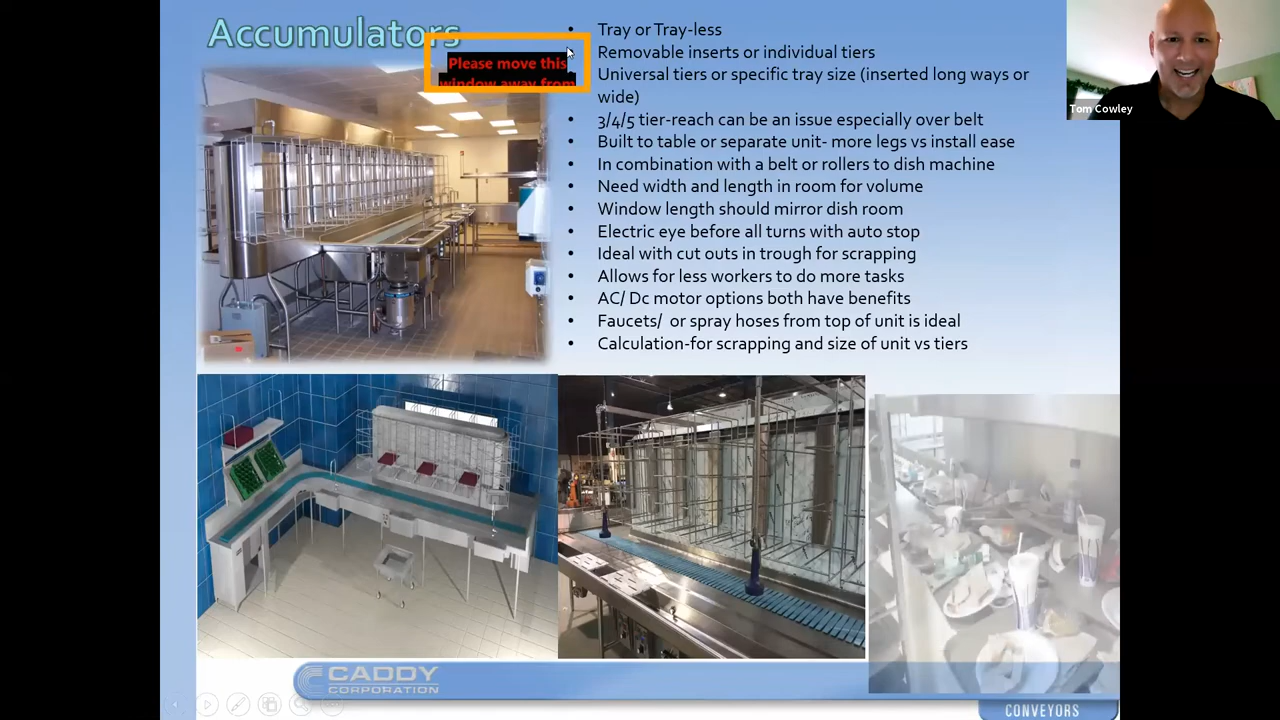 Accumulators
Please move this
window away from
Tray or Tray-less
Removable inserts or individual tiers
Universal tiers or specific tray size (inserted long ways or
wide)
3/4/5 tier-reach can be an issue especially over belt
Built to table or separate unit- more legs vs install ease
In combination with a belt or rollers to dish machine
Need width and length in room for volume
Window length should mirror dish room
Electric eye before all turns with auto stop
Ideal with cut outs in trough for scrapping
Allows for less workers to do more tasks
AC/ Dc motor options both have benefits
Faucets/ or spray hoses from top of unit is ideal
Calculation-for scrapping and size of unit vs tiers
Tom Cowley
CADDY
CORPORATION
CONVEYORS